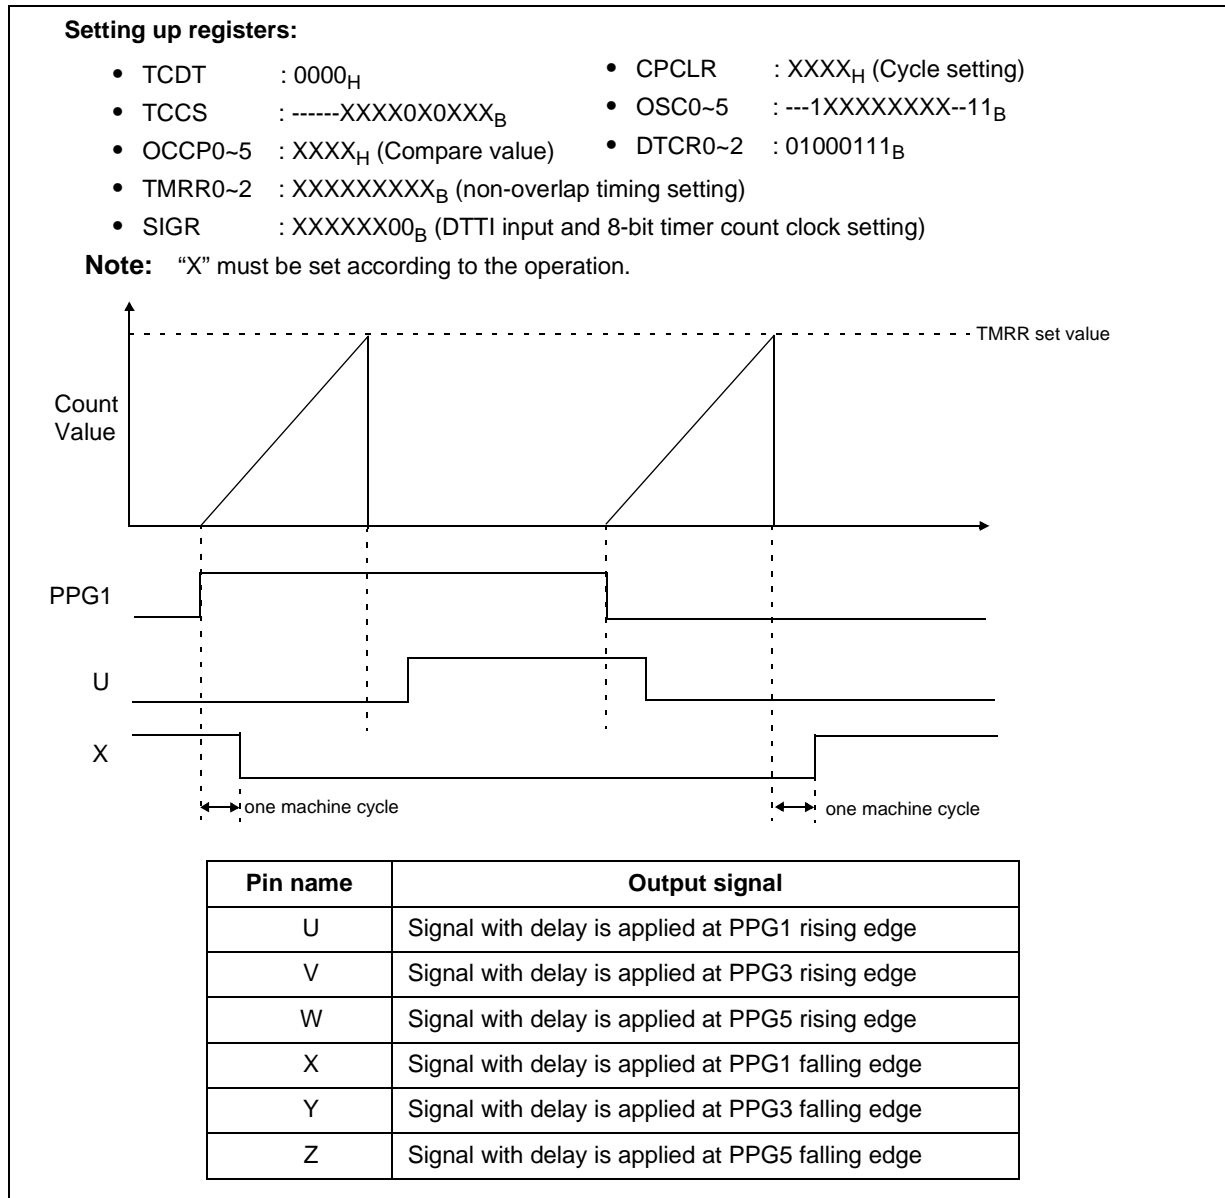 Setting up registers:
• TCDT : 0000H
• CPCLR : XXXXH (Cycle setting)
• TCCS : ------XXXX0X0XXXB
• OSC0~5 : ---1XXXXXXXX--11B
• OCCP0~5 : XXXXH (Compare value)
• DTCR0~2 : 01000111B
• TMRR0~2 : XXXXXXXXXB (non-overlap timing setting)
• SIGR : XXXXXX00B (DTTI input and 8-bit timer count clock setting)
Note: “X” must be set according to the operation.
TMRR set value
Count
Value
PPG1
U
X
one machine cycle
one machine cycle
Pin name Output signal
U Signal with delay is applied at PPG1 rising edge
V Signal with delay is applied at PPG3 rising edge
W Signal with delay is applied at PPG5 rising edge
X Signal with delay is applied at PPG1 falling edge
Y Signal with delay is applied at PPG3 falling edge
Z Signal with delay is applied at PPG5 falling edge